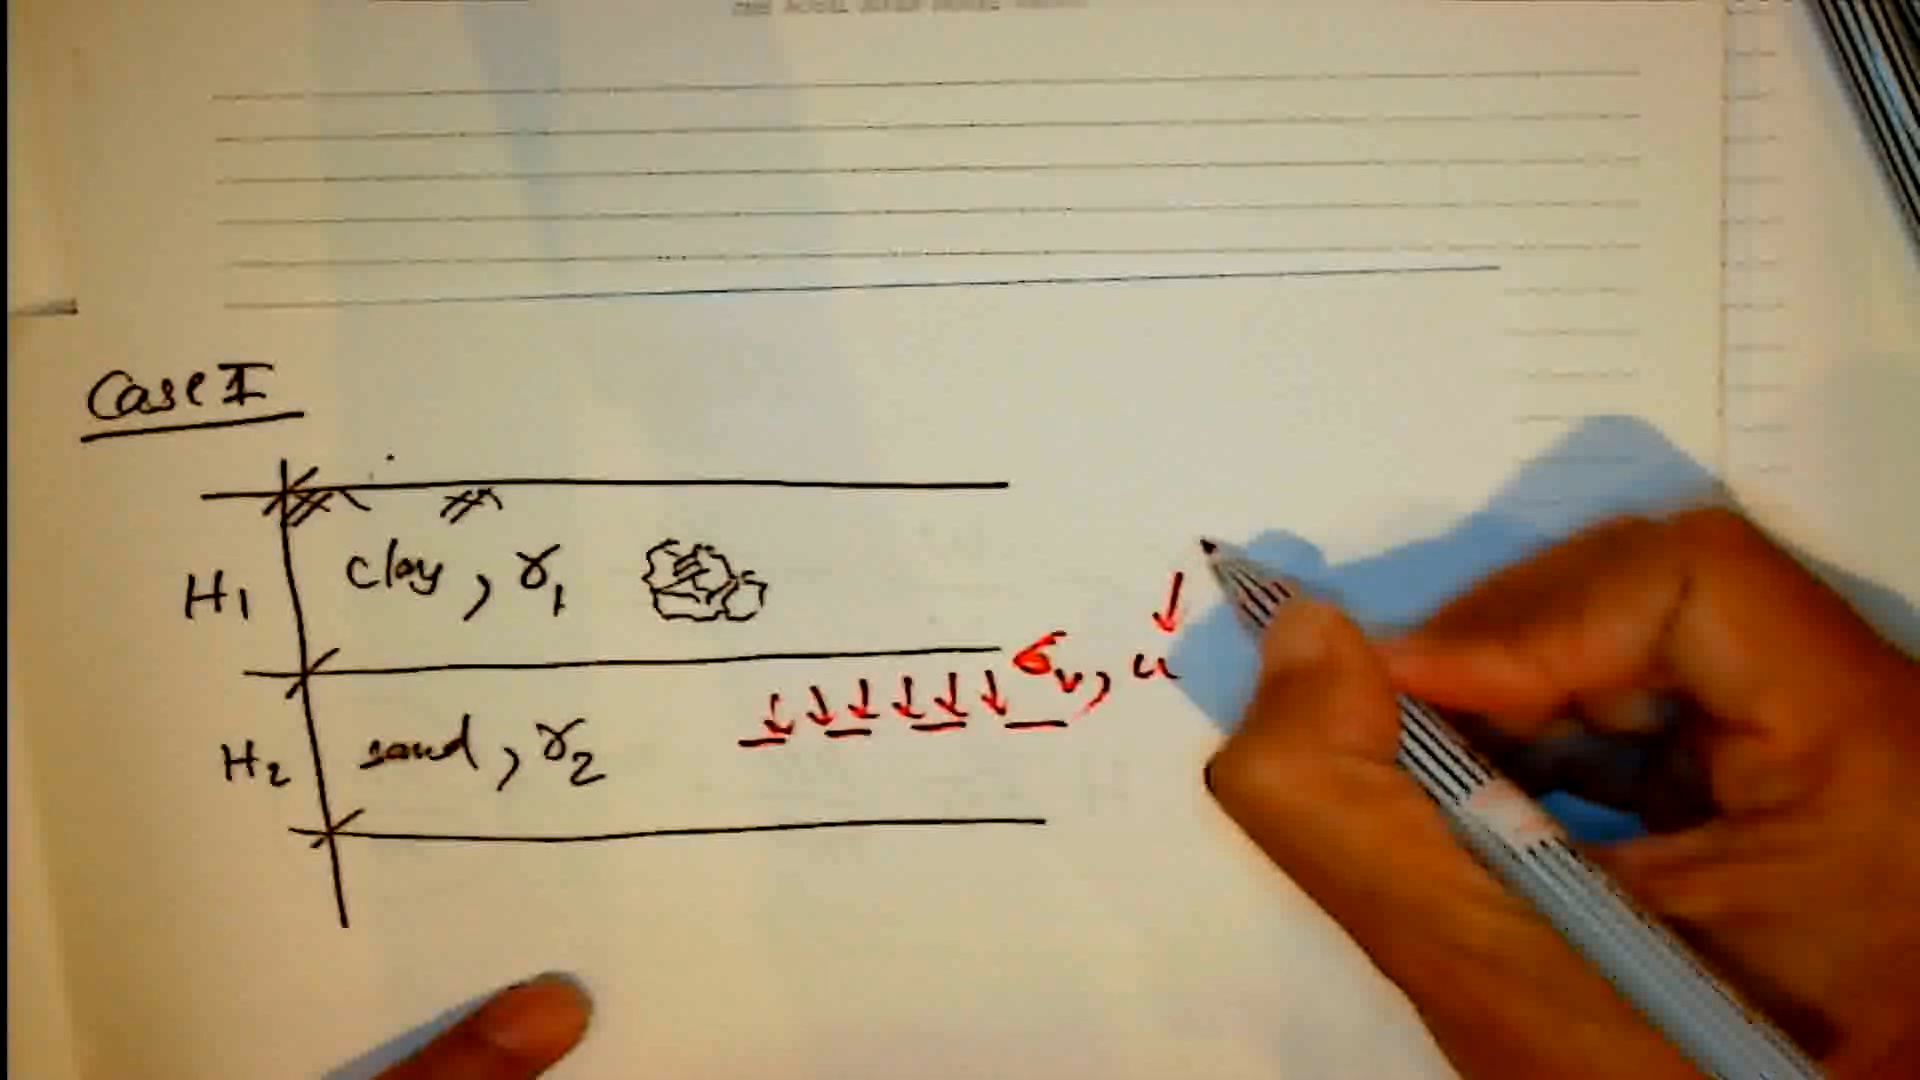 Case I
H1 clay, γ1
σv, u
H2 sand, γ2